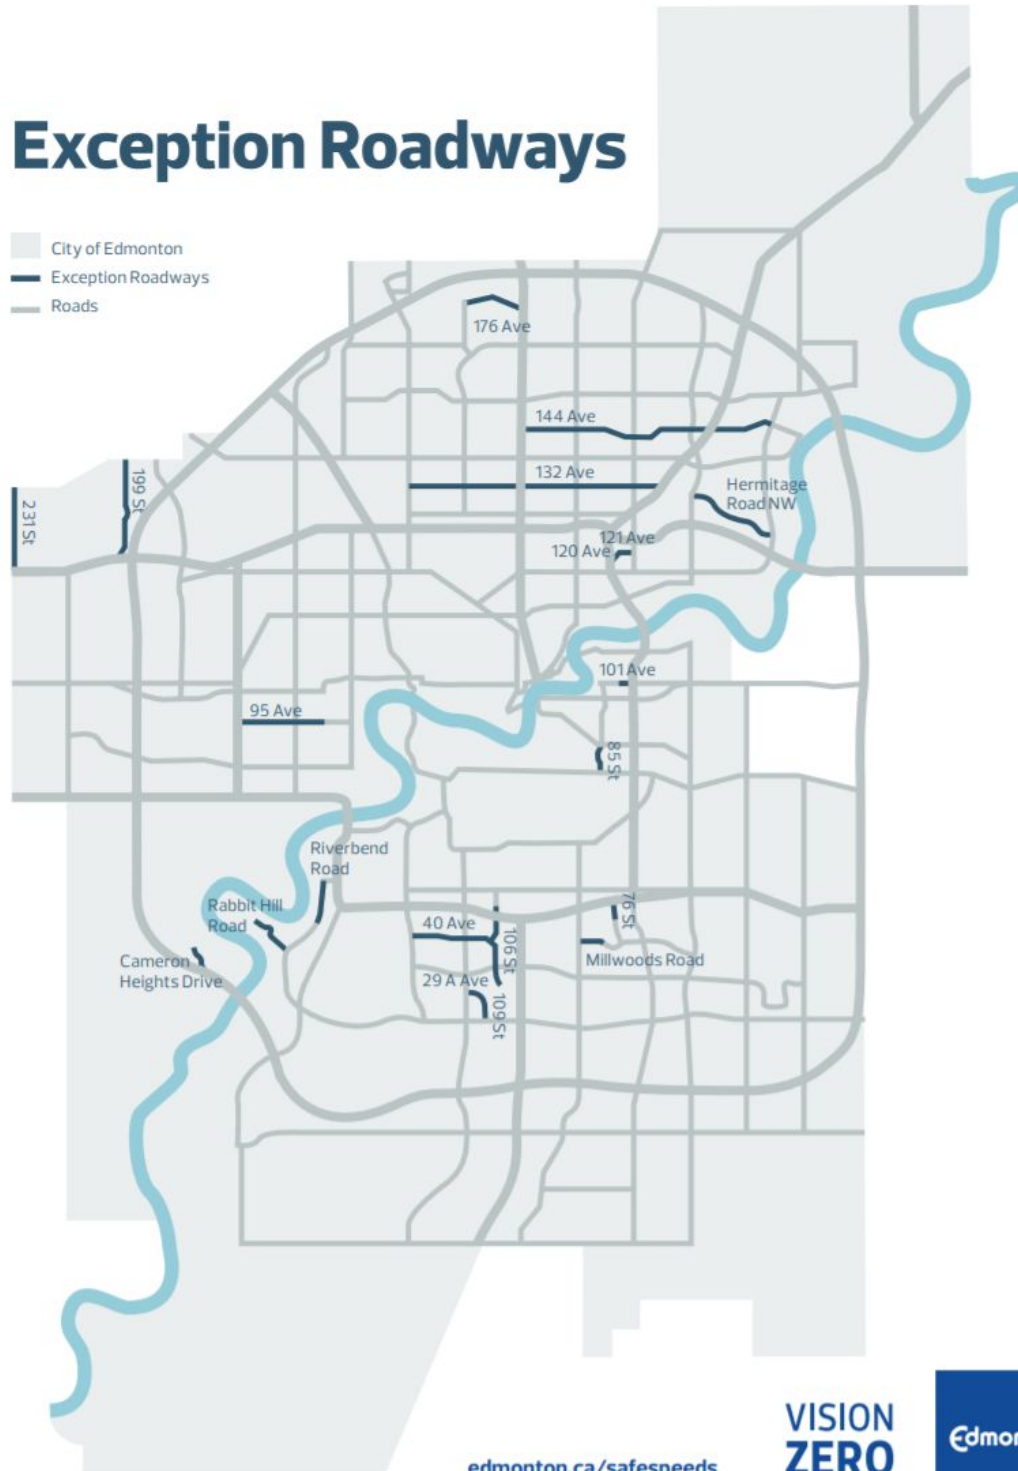 Exception Roadways
City of Edmonton
Exception Roadways
Roads
176 Ave
144 Ave
132 Ave
199 St
231 St
Hermitage
Road NW
121 Ave
120 Ave
101 Ave
95 Ave
85 St
Riverbend
Road
Rabbit Hill
Road
76 St
40 Ave
106 St
Cameron
Heights Drive
Millwoods Road
29 A Ave
109 St
VISION
ZERO
Edmon
edmonton.ca/safespeeds